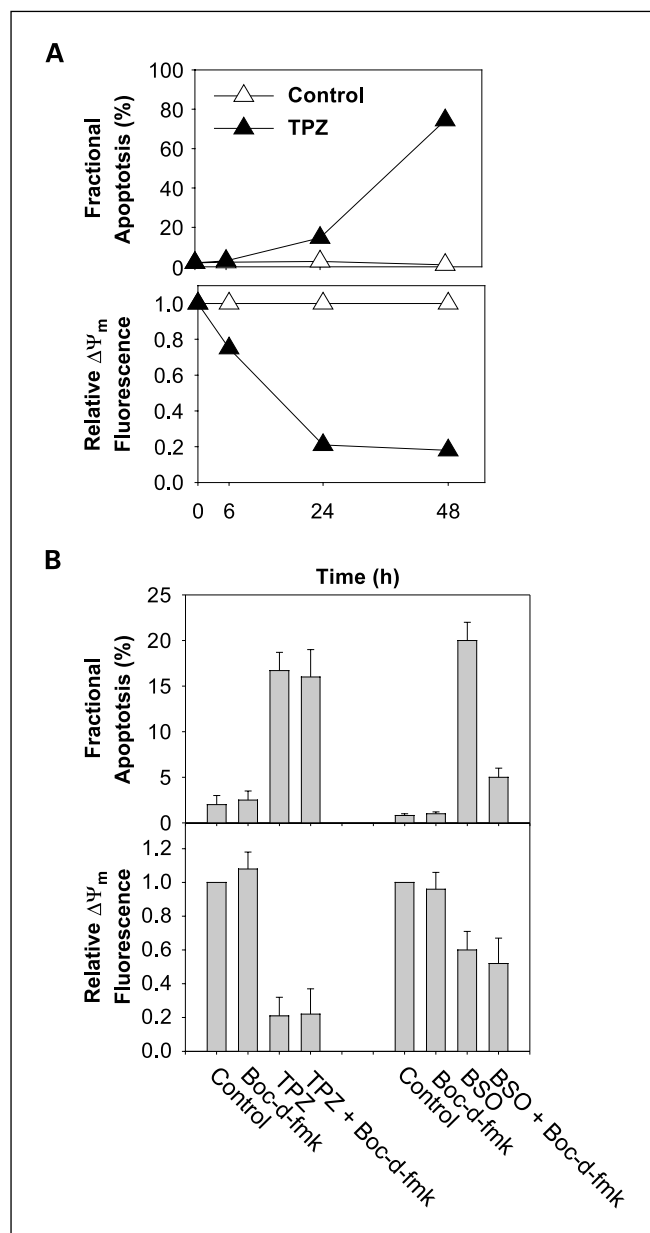 A
Fractional
Apoptotsis (%)
100
80
60
40
20
0
Control
TPZ
Relative ΔΨm
Fluorescence
1.0
0.8
0.6
0.4
0.2
0.0
0 6 24 48
Time (h)
B
Fractional
Apoptotsis (%)
25
20
15
10
5
0
Relative ΔΨm
Fluorescence
1.2
1.0
0.8
0.6
0.4
0.2
0.0
Control
Boc-d-fmk
TPZ
TPZ + Boc-d-fmk
Control
Boc-d-fmk
BSO
BSO + Boc-d-fmk